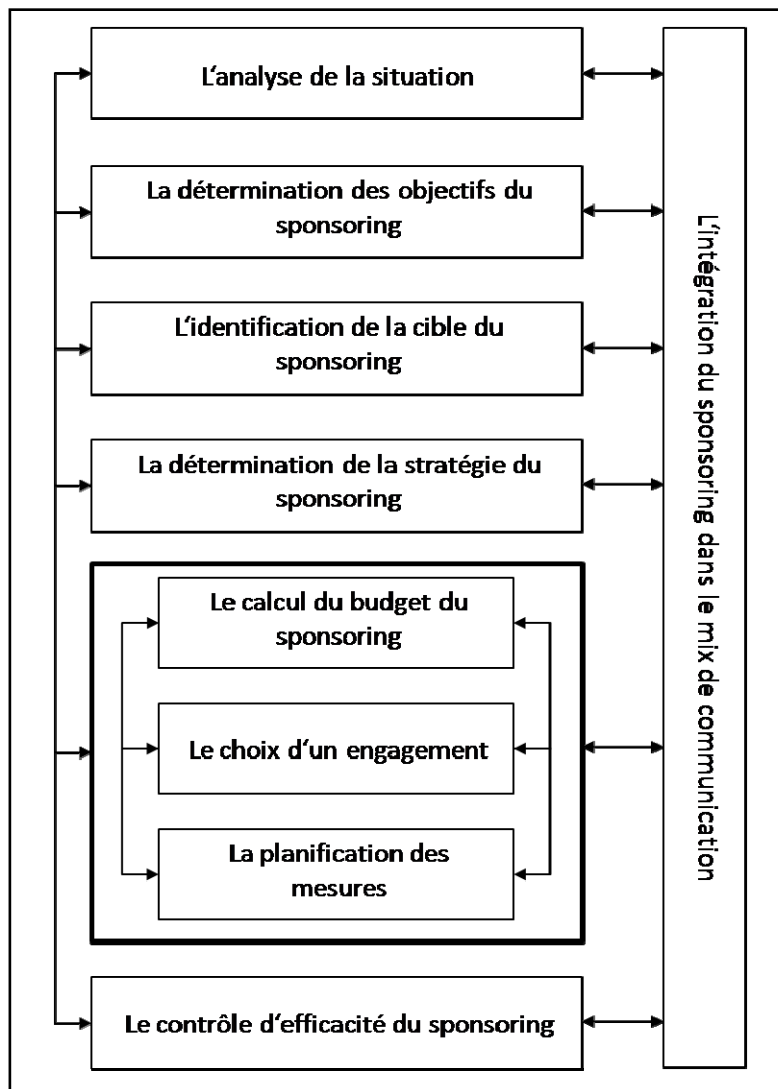 L‘analyse de la situation
La détermination des objectifs du
sponsoring
L‘identification de la cible du
sponsoring
La détermination de la stratégie du
sponsoring
Le calcul du budget du
sponsoring
Le choix d‘un engagement
La planification des
mesures
Le contrôle d‘efficacité du sponsoring
L‘intégration du sponsoring dans le mix de communication